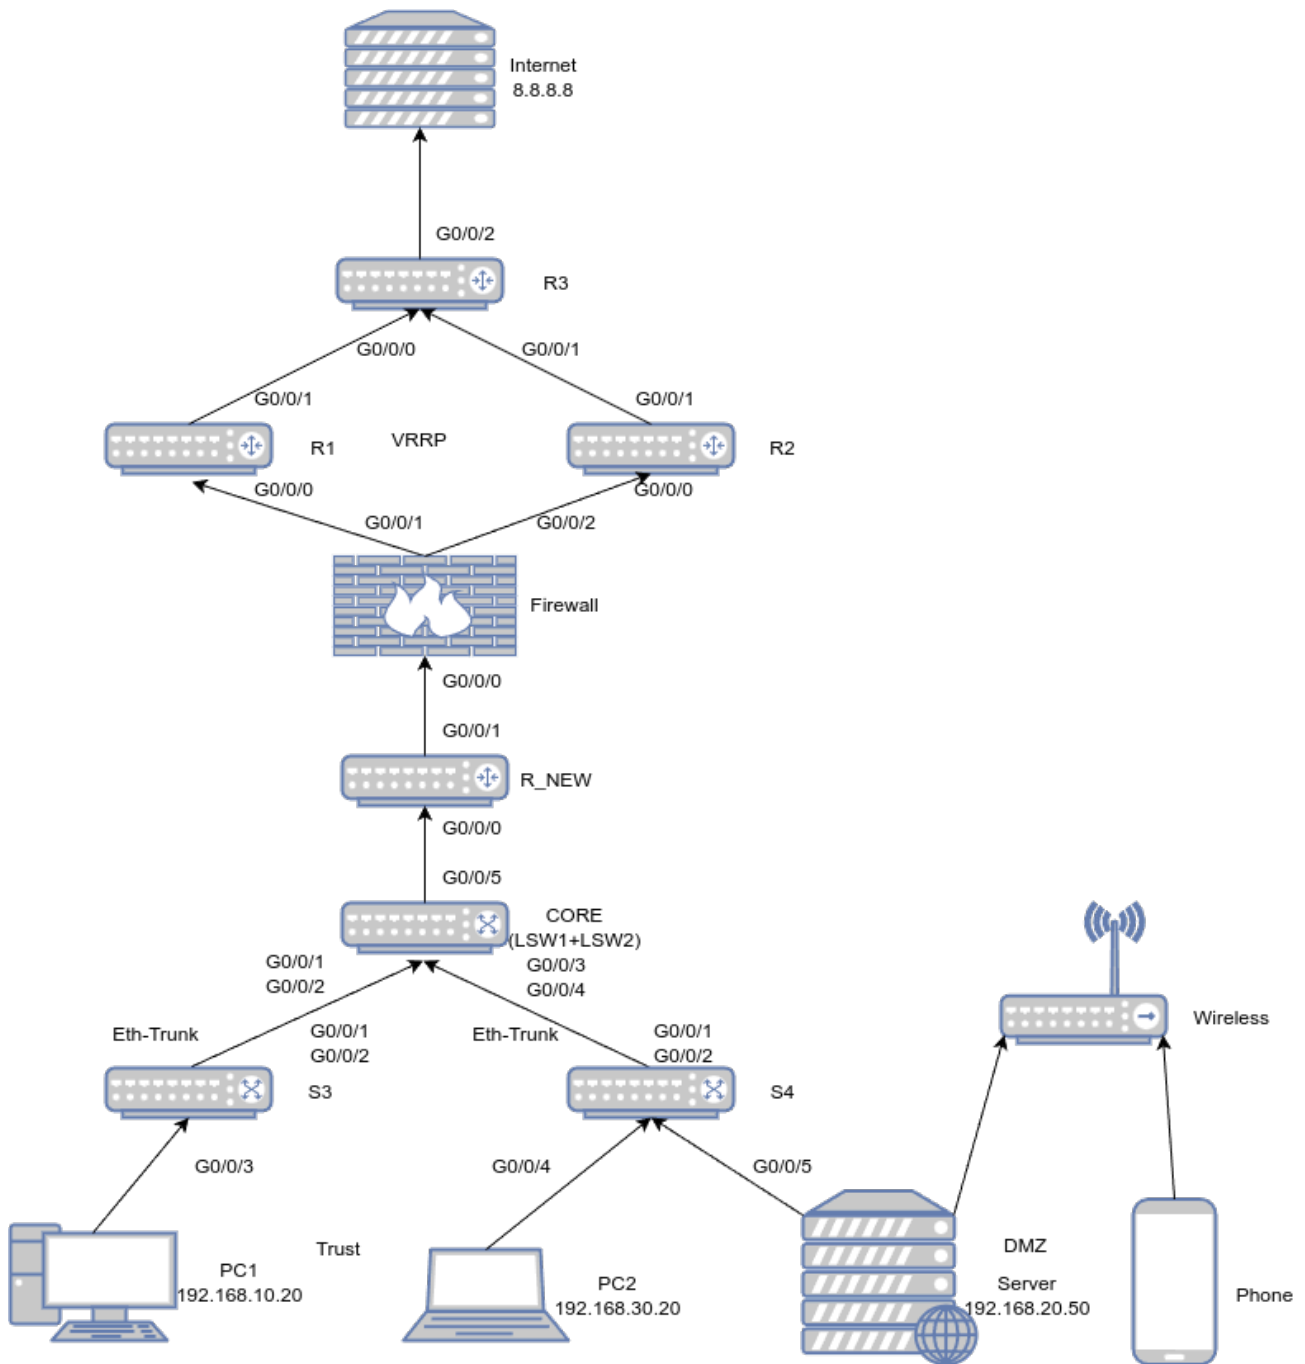 Internet
8.8.8.8
G0/0/2
R3
G0/0/0
G0/0/1
G0/0/1
G0/0/1
R1
VRRP
R2
G0/0/0
G0/0/0
G0/0/1
G0/0/2
Firewall
G0/0/0
G0/0/1
R_NEW
G0/0/0
G0/0/5
CORE
(LSW1+LSW2)
G0/0/1
G0/0/2
G0/0/3
G0/0/4
Wireless
Eth-Trunk
G0/0/1
G0/0/2
Eth-Trunk
G0/0/1
G0/0/2
S3
S4
G0/0/3
G0/0/4
G0/0/5
Trust
DMZ
PC1
192.168.10.20
PC2
192.168.30.20
Server
192.168.20.50
Phone